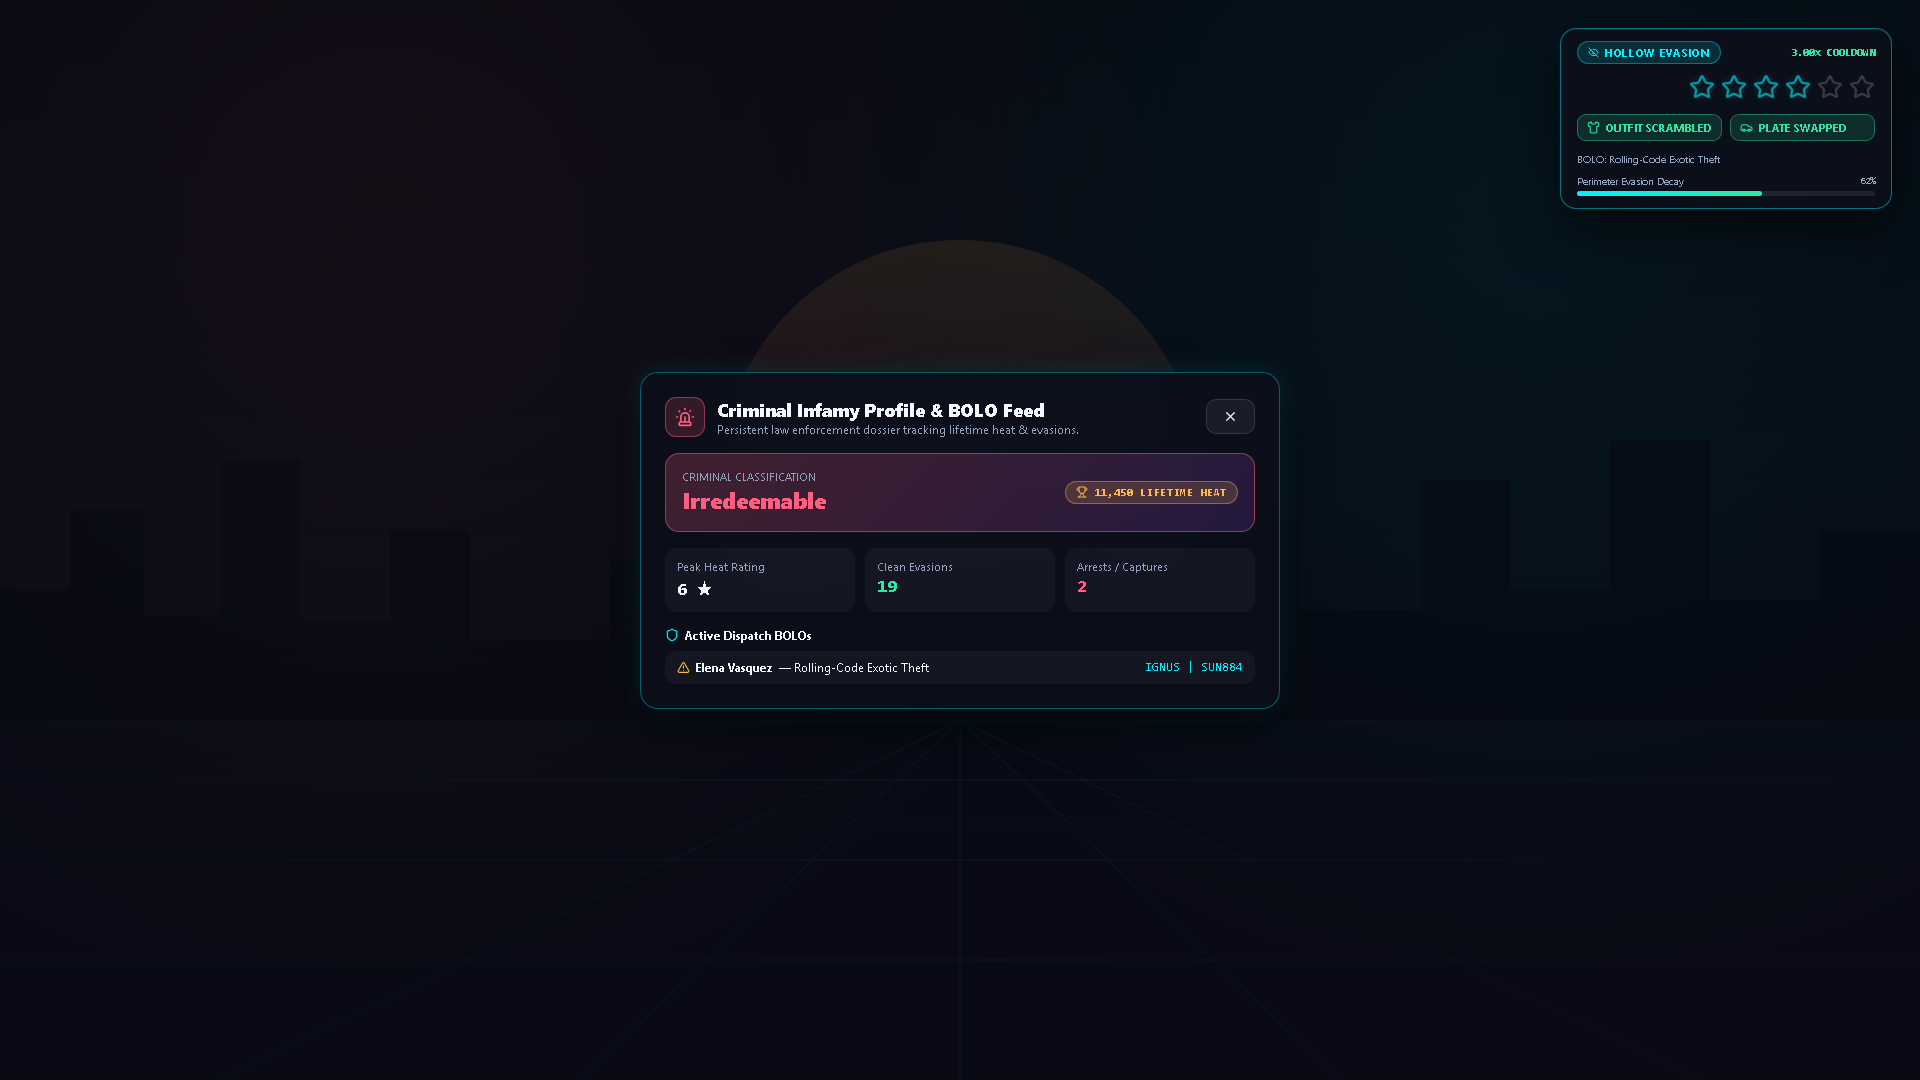 HOLLOW EVASION
3.00x COOLDOWN
OUTFIT SCRAMBLED
PLATE SWAPPED
BOLO: Rolling-Code Exotic Theft
Perimeter Evasion Decay
62%
Criminal Infamy Profile & BOLO Feed
Persistent law enforcement dossier tracking lifetime heat & evasions.
CRIMINAL CLASSIFICATION
Irredeemable
11,450 LIFETIME HEAT
Peak Heat Rating
6 ★
Clean Evasions
19
Arrests / Captures
2
Active Dispatch BOLOs
Elena Vasquez — Rolling-Code Exotic Theft
IGNUS | SUN884